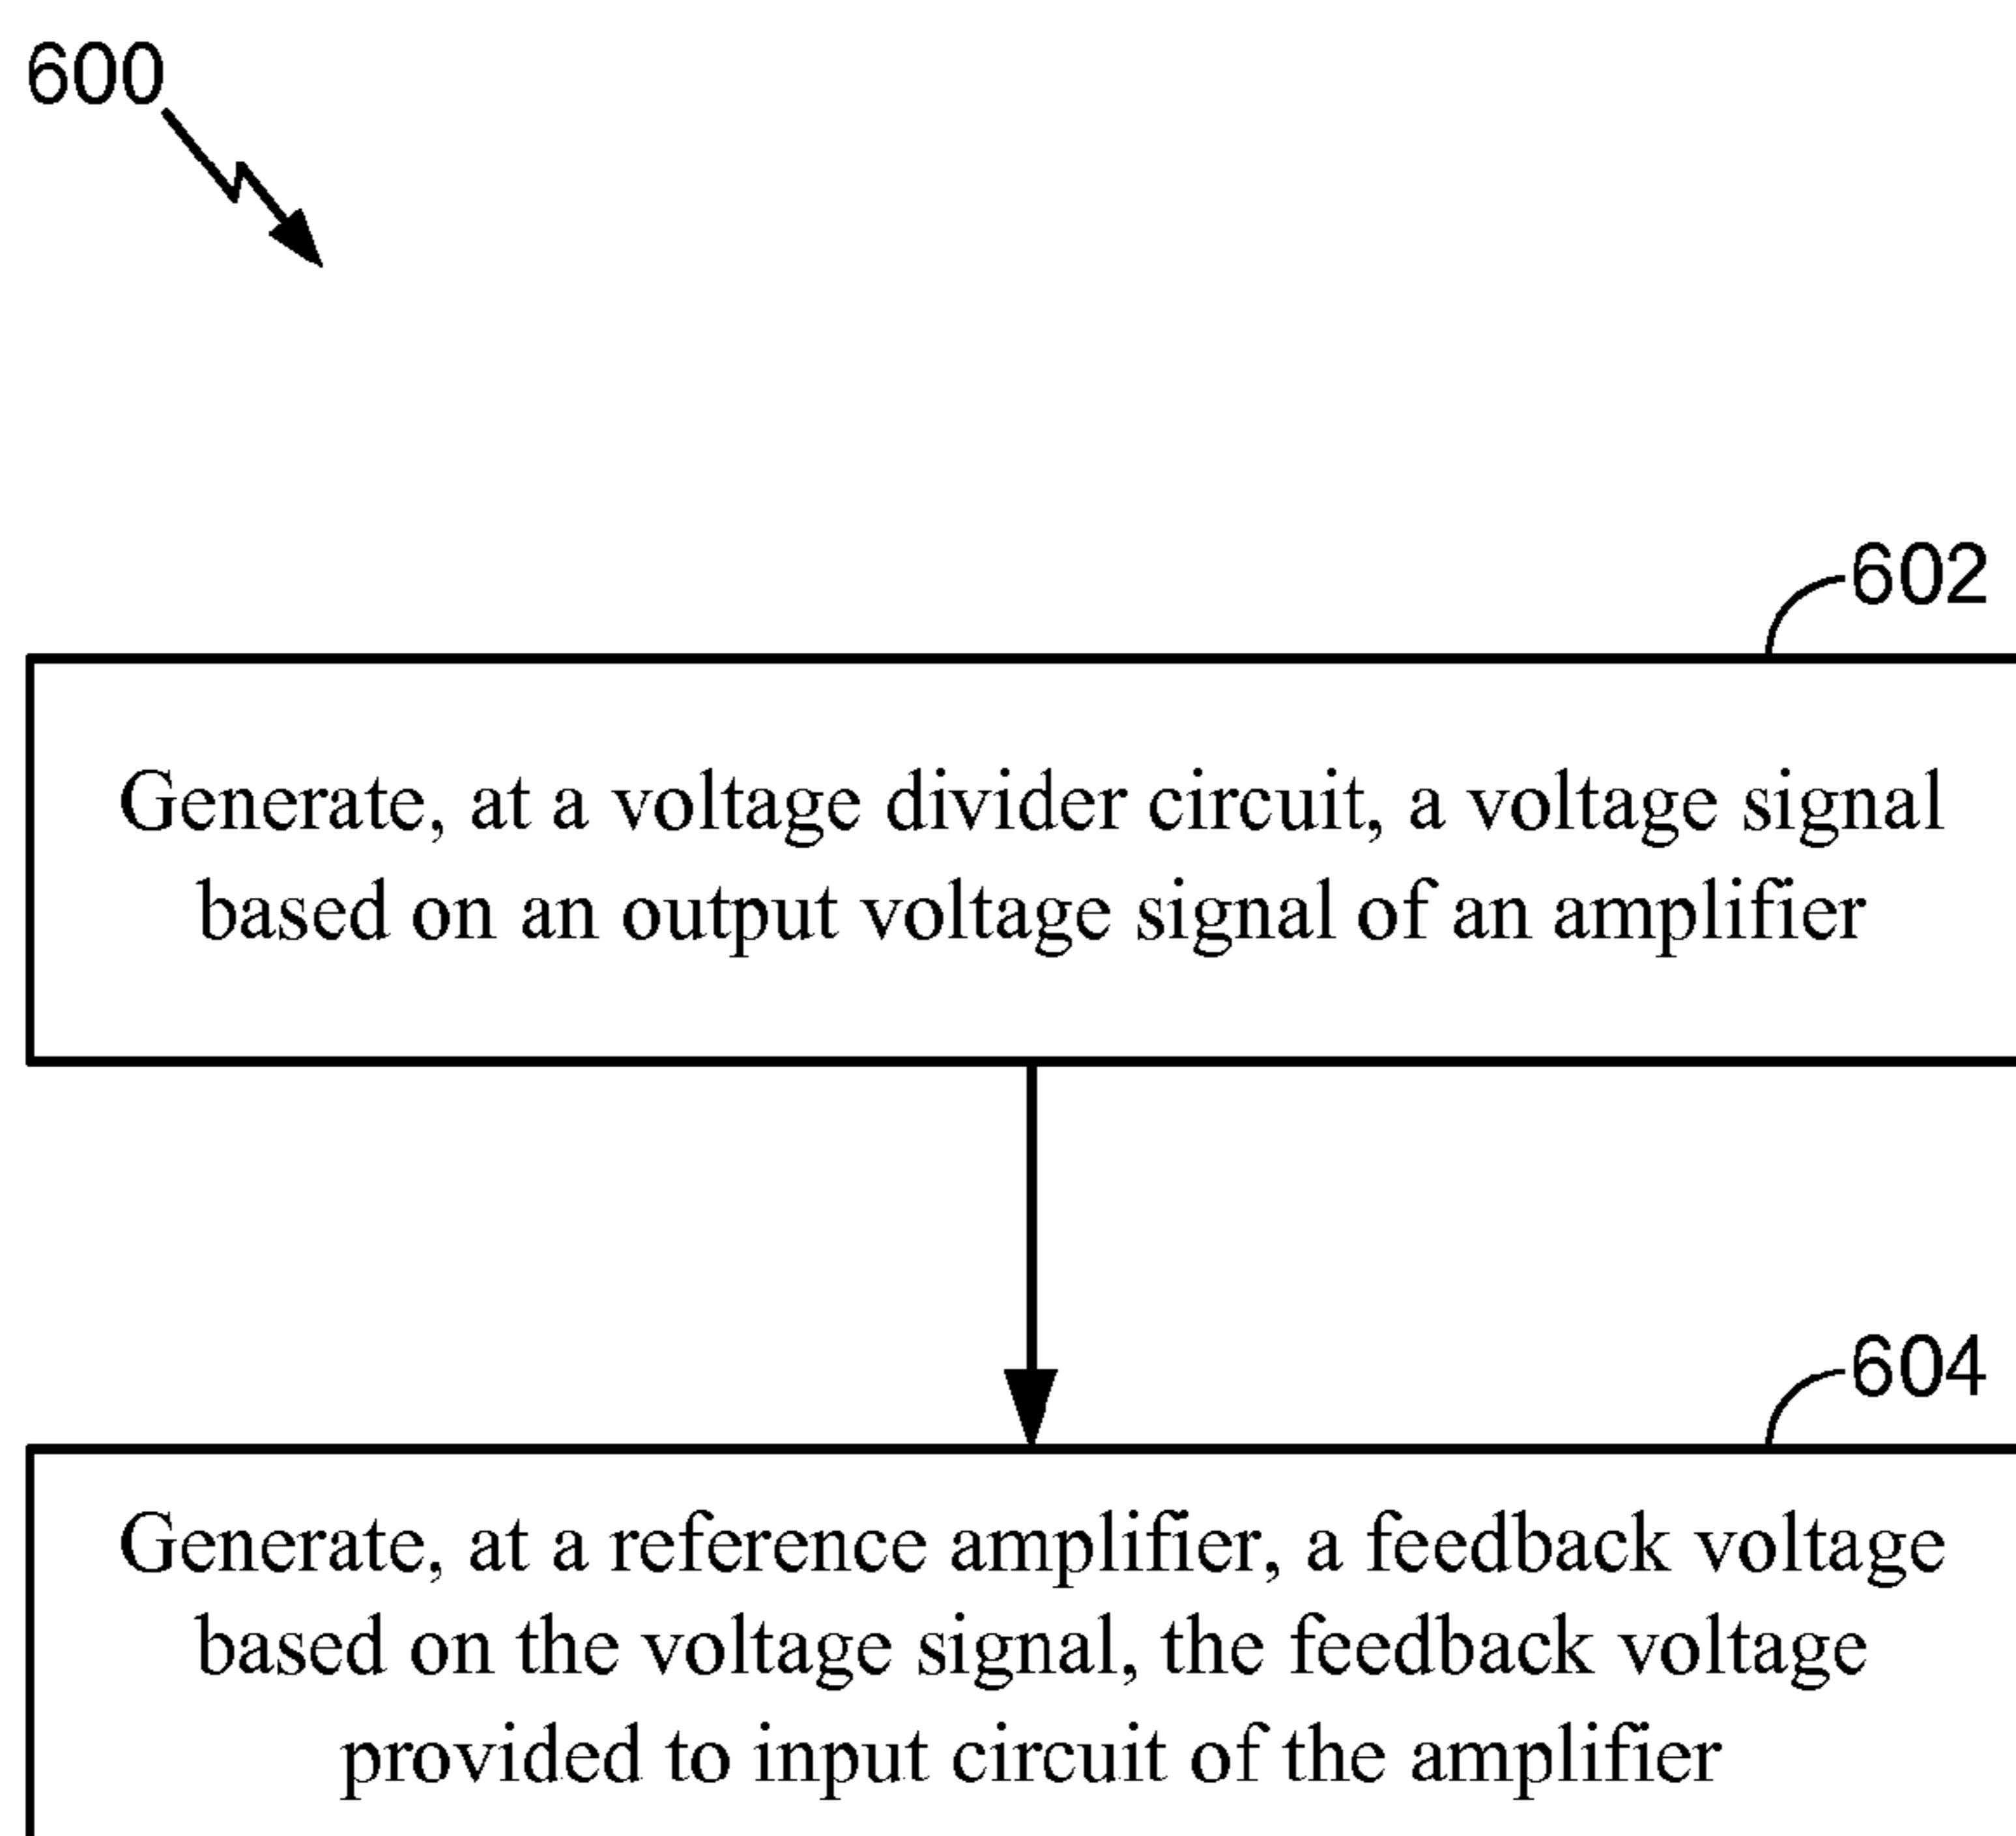 600
602
Generate, at a voltage divider circuit, a voltage signal
based on an output voltage signal of an amplifier
604
Generate, at a reference amplifier, a feedback voltage
based on the voltage signal, the feedback voltage
provided to input circuit of the amplifier